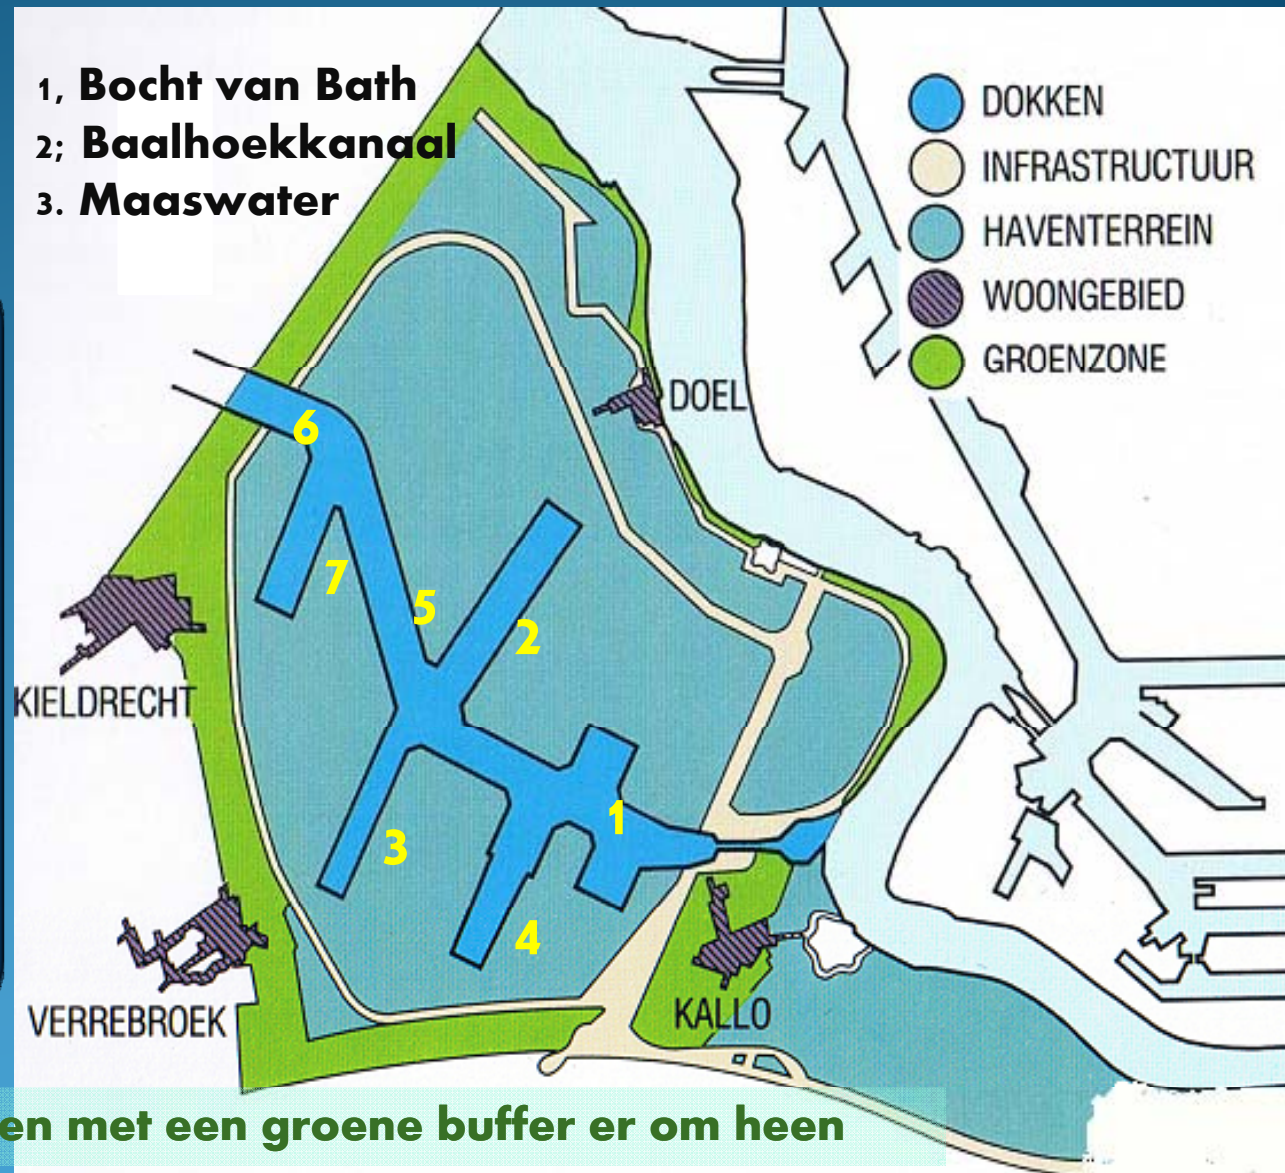 1, Bocht van Bath
2; Baalhoekkanaal
3. Maaswater
DOKKEN
INFRASTRUCTUUR
HAVENTERREIN
WOONGEBIED
GROENZONE
DOEL
6
7
5
2
KIELDRECHT
1
3
4
VERREBROEK
KALLO
en met een groene buffer er om heen